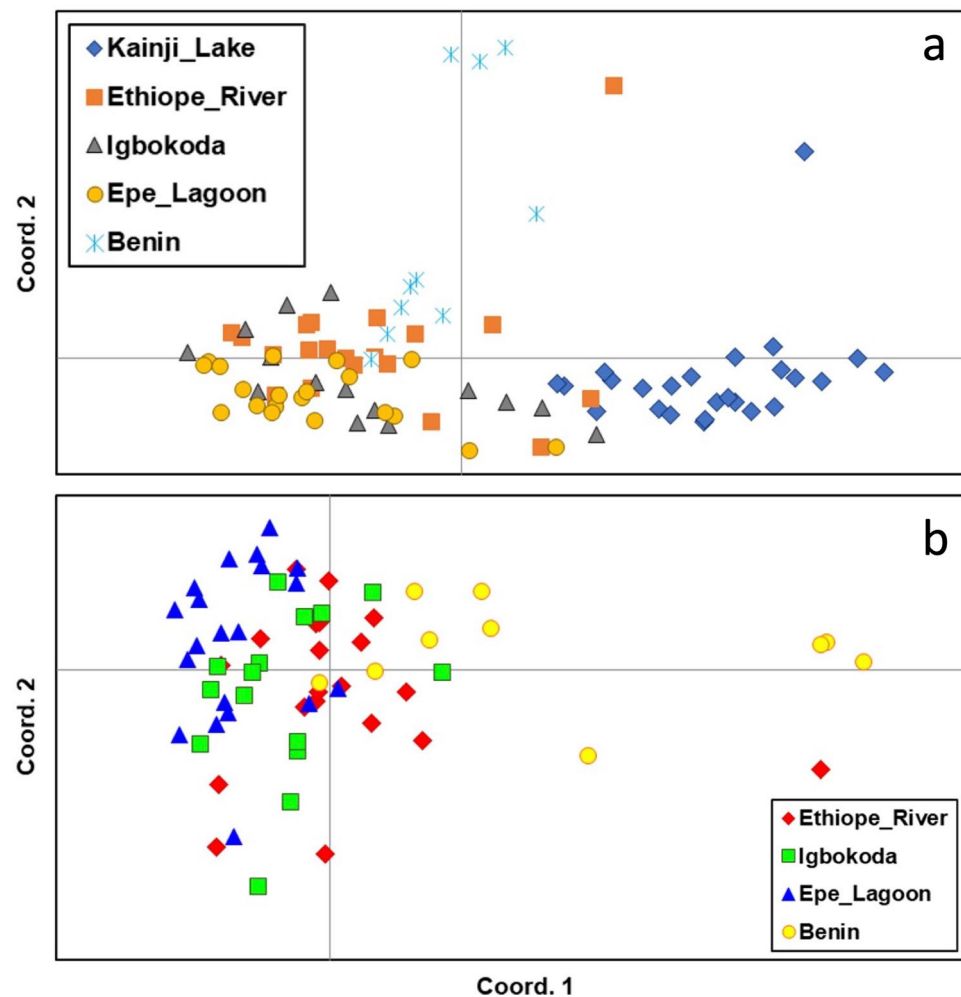 a
Kainji_Lake
Ethiope_River
Igbokoda
Epe_Lagoon
Benin
Coord. 2
b
Coord. 2
Ethiope_River
Igbokoda
Epe_Lagoon
Benin
Coord. 1